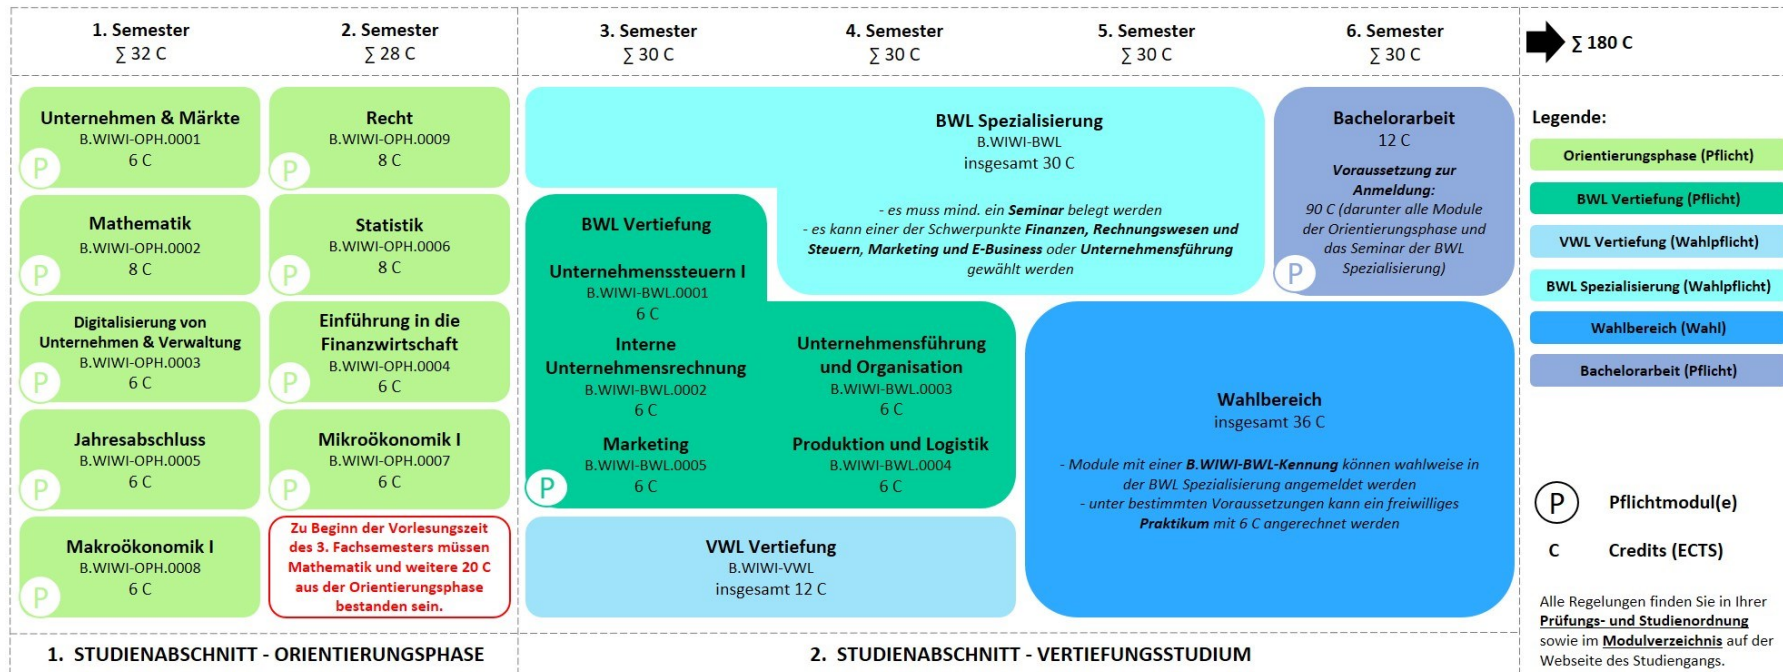 1. Semester
∑ 32 C
2. Semester
∑ 28 C
3. Semester
∑ 30 C
4. Semester
∑ 30 C
5. Semester
∑ 30 C
6. Semester
∑ 30 C
∑ 180 C
Unternehmen & Märkte
B.WIWI-OPH.0001
6 C
P
Mathematik
B.WIWI-OPH.0002
8 C
P
Digitalisierung von
Unternehmen & Verwaltung
B.WIWI-OPH.0003
6 C
P
Jahresabschluss
B.WIWI-OPH.0005
6 C
P
Makroökonomik I
B.WIWI-OPH.0008
6 C
P
Recht
B.WIWI-OPH.0009
8 C
P
Statistik
B.WIWI-OPH.0006
8 C
P
Einführung in die
Finanzwirtschaft
B.WIWI-OPH.0004
6 C
P
Mikroökonomik I
B.WIWI-OPH.0007
6 C
P
Zu Beginn der Vorlesungszeit
des 3. Fachsemesters müssen
Mathematik und weitere 20 C
aus der Orientierungsphase
bestanden sein.
BWL Spezialisierung
B.WIWI-BWL
insgesamt 30 C
- es muss mind. ein Seminar belegt werden
- es kann einer der Schwerpunkte Finanzen, Rechnungswesen und
Steuern, Marketing und E-Business oder Unternehmensführung
gewählt werden
BWL Vertiefung
Unternehmenssteuern I
B.WIWI-BWL.0001
6 C
Interne
Unternehmensrechnung
B.WIWI-BWL.0002
6 C
Marketing
B.WIWI-BWL.0005
6 C
P
Unternehmensführung
und Organisation
B.WIWI-BWL.0003
6 C
Produktion und Logistik
B.WIWI-BWL.0004
6 C
VWL Vertiefung
B.WIWI-VWL
insgesamt 12 C
Bachelorarbeit
12 C
Voraussetzung zur
Anmeldung:
90 C (darunter alle Module
der Orientierungsphase und
das Seminar der BWL
Spezialisierung)
P
Wahlbereich
insgesamt 36 C
- Module mit einer B.WIWI-BWL-Kennung können wahlweise in
der BWL Spezialisierung angemeldet werden
- unter bestimmten Voraussetzungen kann ein freiwilliges
Praktikum mit 6 C angerechnet werden
Legende:
Orientierungsphase (Pflicht)
BWL Vertiefung (Pflicht)
VWL Vertiefung (Wahlpflicht)
BWL Spezialisierung (Wahlpflicht)
Wahlbereich (Wahl)
Bachelorarbeit (Pflicht)
P Pflichtmodul(e)
C Credits (ECTS)
Alle Regelungen finden Sie in Ihrer
Prüfungs- und Studienordnung
sowie im Modulverzeichnis auf der
Webseite des Studiengangs.
1. STUDIENABSCHNITT - ORIENTIERUNGSPHASE
2. STUDIENABSCHNITT - VERTIEFUNGSSTUDIUM